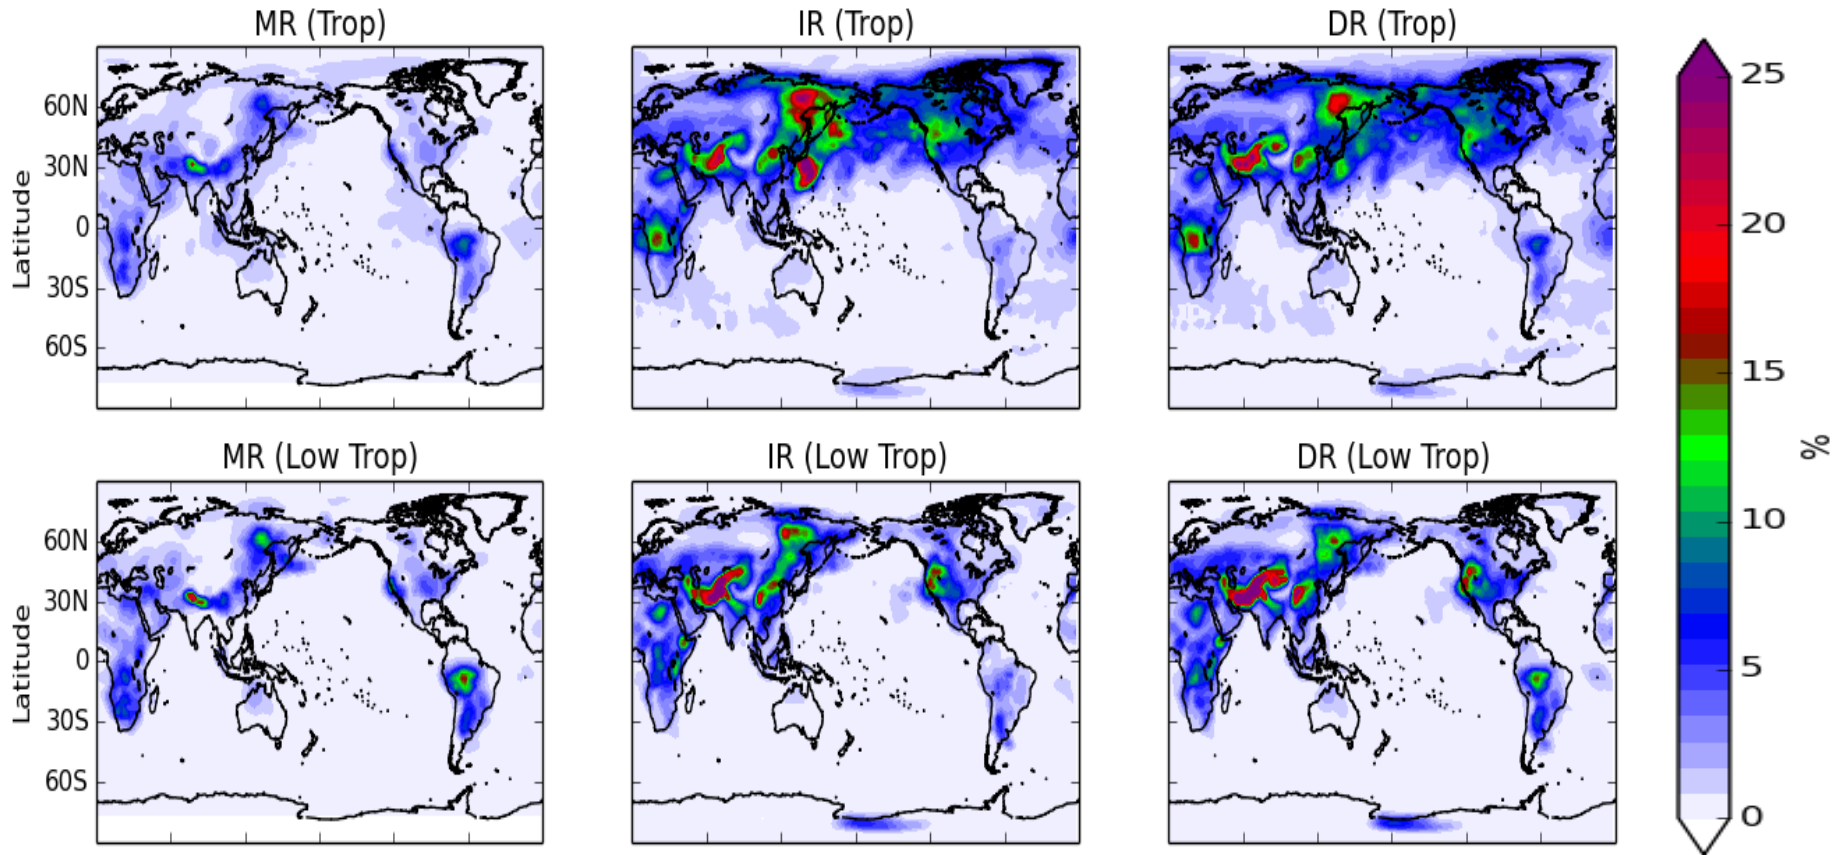 MR (Trop)
IR (Trop)
DR (Trop)
Latitude
60N
30N
0
30S
60S
MR (Low Trop)
IR (Low Trop)
DR (Low Trop)
Latitude
60N
30N
0
30S
60S
25
20
15
10
5
0
%